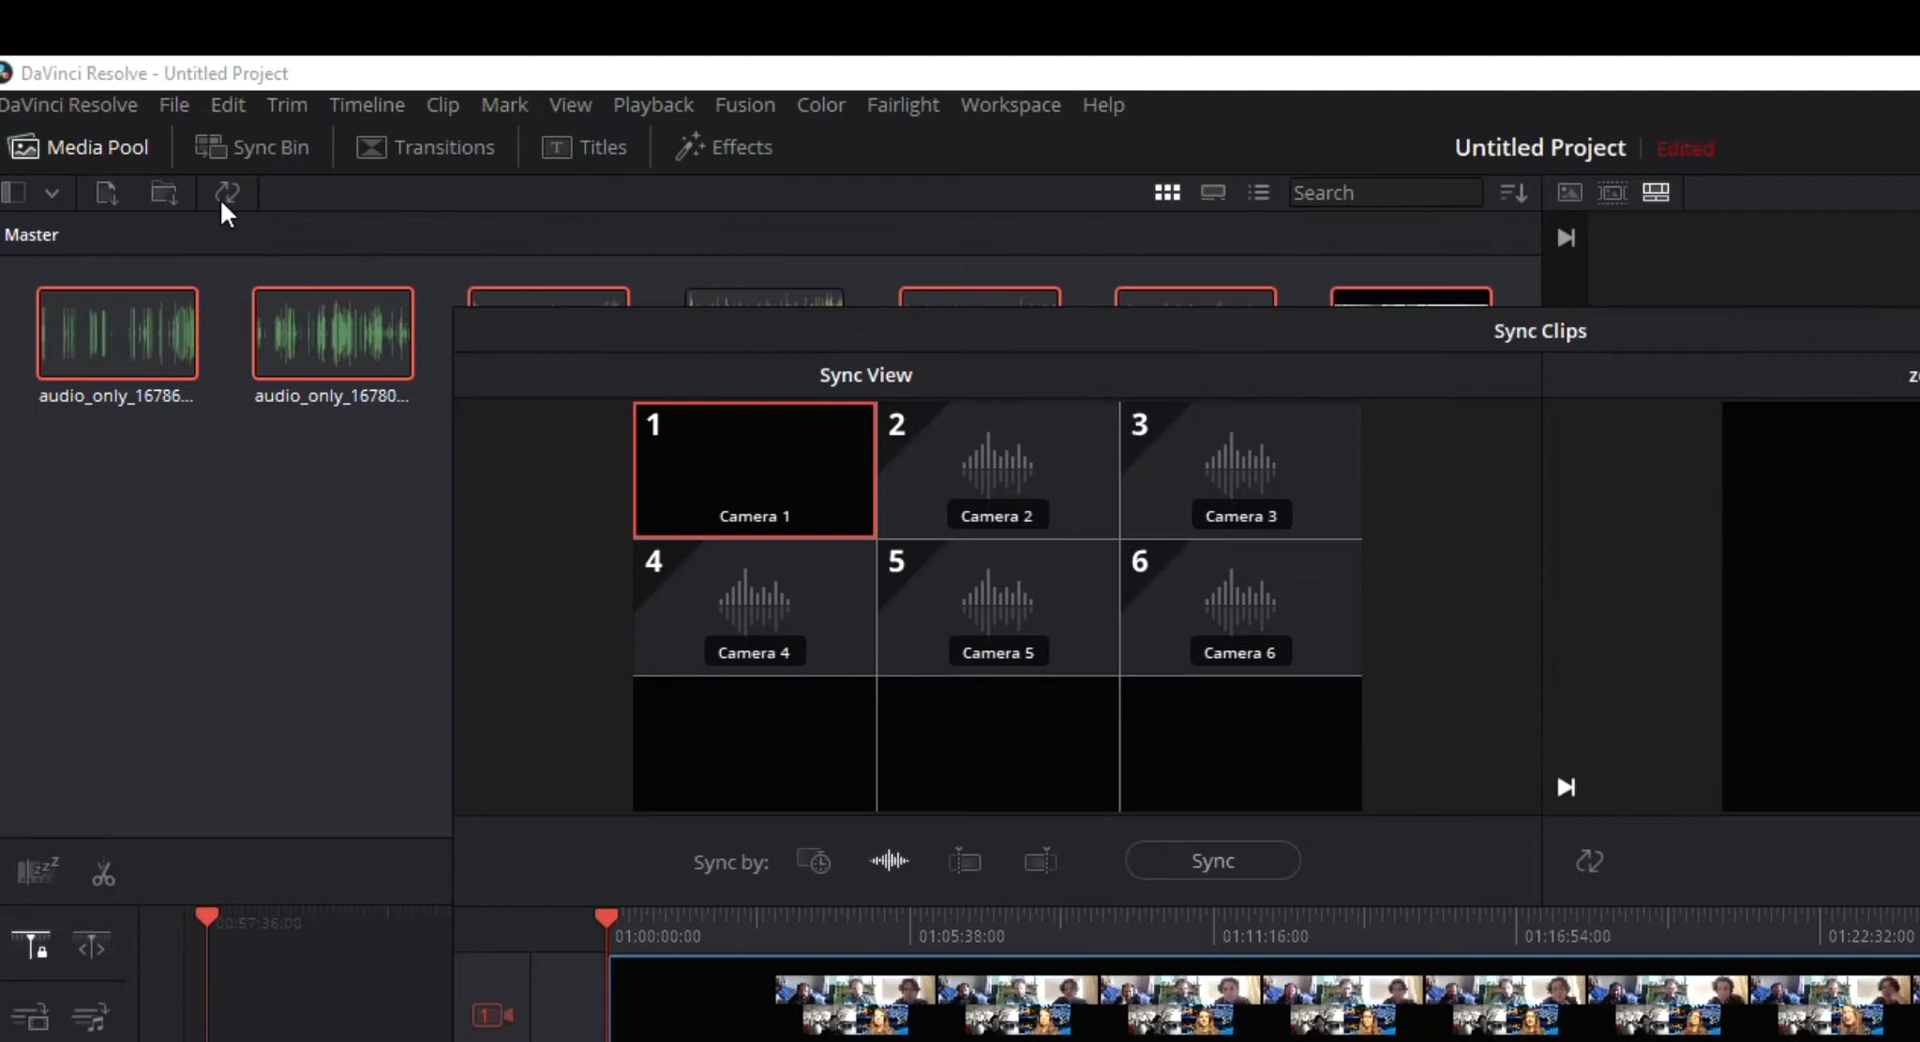 DaVinci Resolve - Untitled Project
DaVinci Resolve File Edit Trim Timeline Clip Mark View Playback Fusion Color Fairlight Workspace Help
Media Pool Sync Bin Transitions T Titles Effects Untitled Project Edited
Search
Master
audio_only_16786... audio_only_16780...
Sync Clips
Sync View
1 2 3
Camera 1 Camera 2 Camera 3
4 5 6
Camera 4 Camera 5 Camera 6
Sync by: Sync
zzz
00:57:36:00
01:00:00:00 01:05:38:00 01:11:16:00 01:16:54:00 01:22:32:00
1